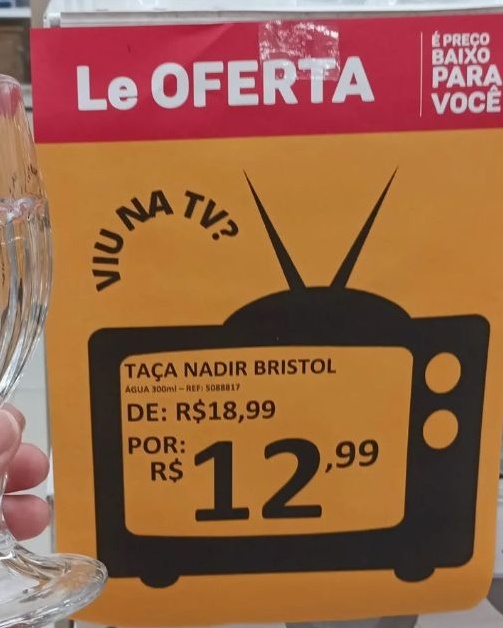 Le OFERTA
É PREÇO
BAIXO
PARA
VOCÊ
VIU NA TV?
TAÇA NADIR BRISTOL
ÁGUA 300ml – REF: 5088817
DE: R$18,99
POR:
R$ 12,99